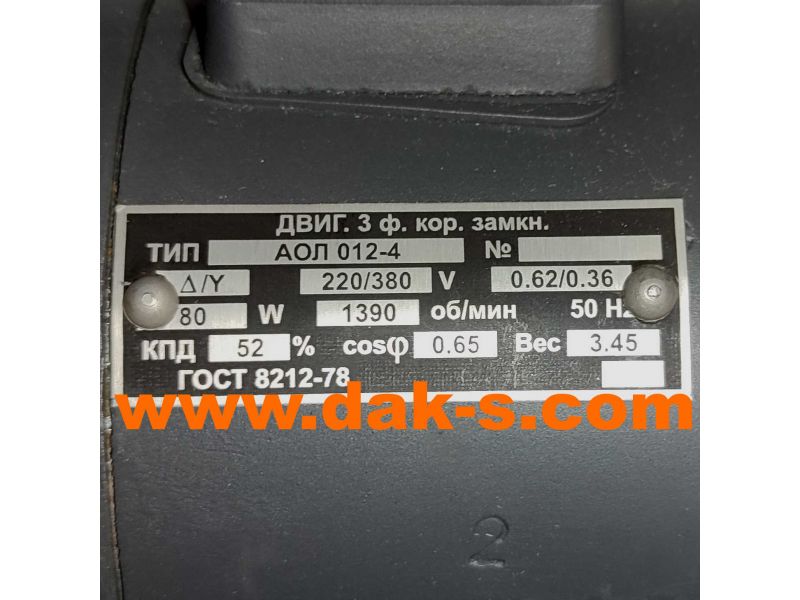 ДВИГ. 3 ф. кор. замкн.
ТИП АОЛ 012-4 №
Δ/Y 220/380 V 0.62/0.36
80 W 1390 об/мин 50 Hz
КПД 52 % cosφ 0.65 Вес 3.45
ГОСТ 8212-78
www.dak-s.com
2